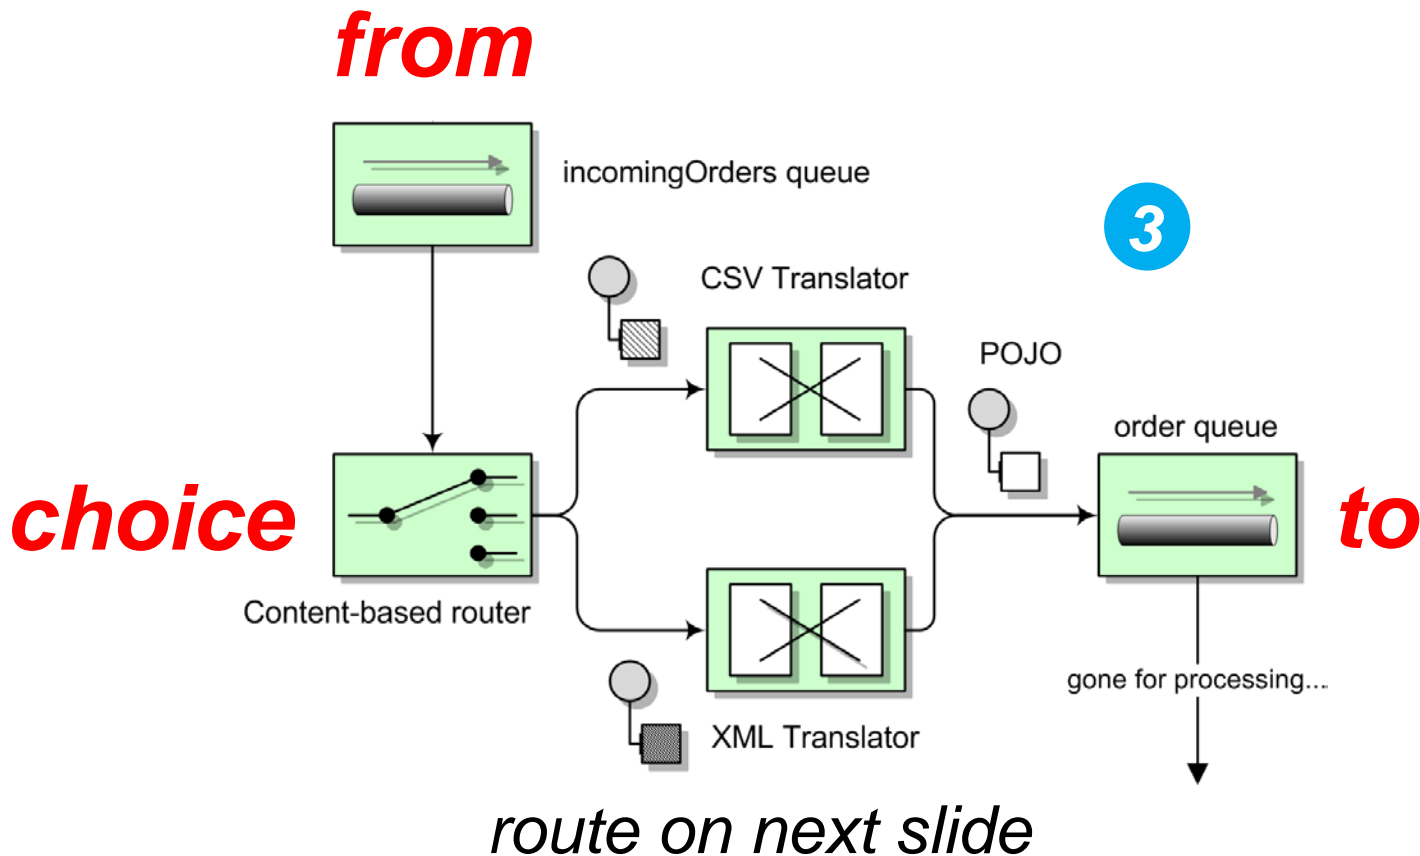 from
incomingOrders queue
3
CSV Translator
POJO
order queue
choice
to
Content-based router
gone for processing...
XML Translator
route on next slide